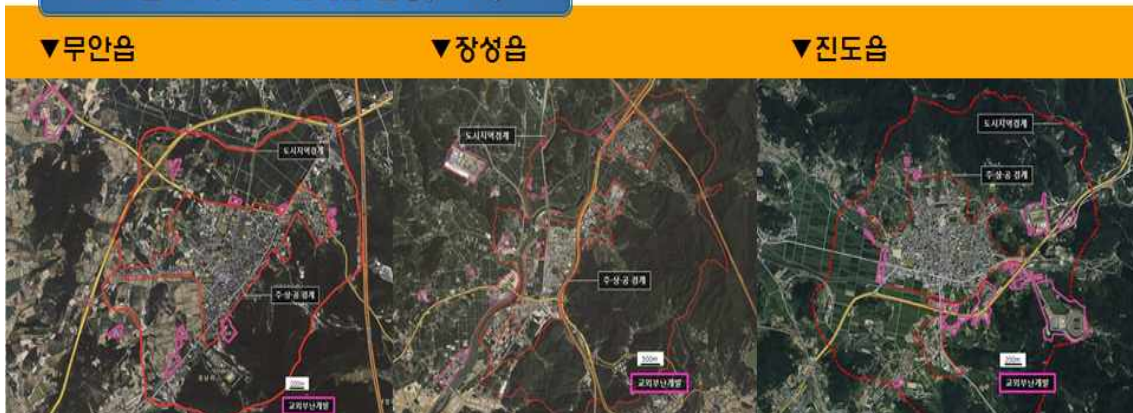 ▼무안읍
▼장성읍
▼진도읍
도시지역경계
주·상·공 경계
교외부난개발
도시지역경계
주·상·공 경계
500m
교외부난개발
도시지역경계
주·상·공 경계
교외부난개발